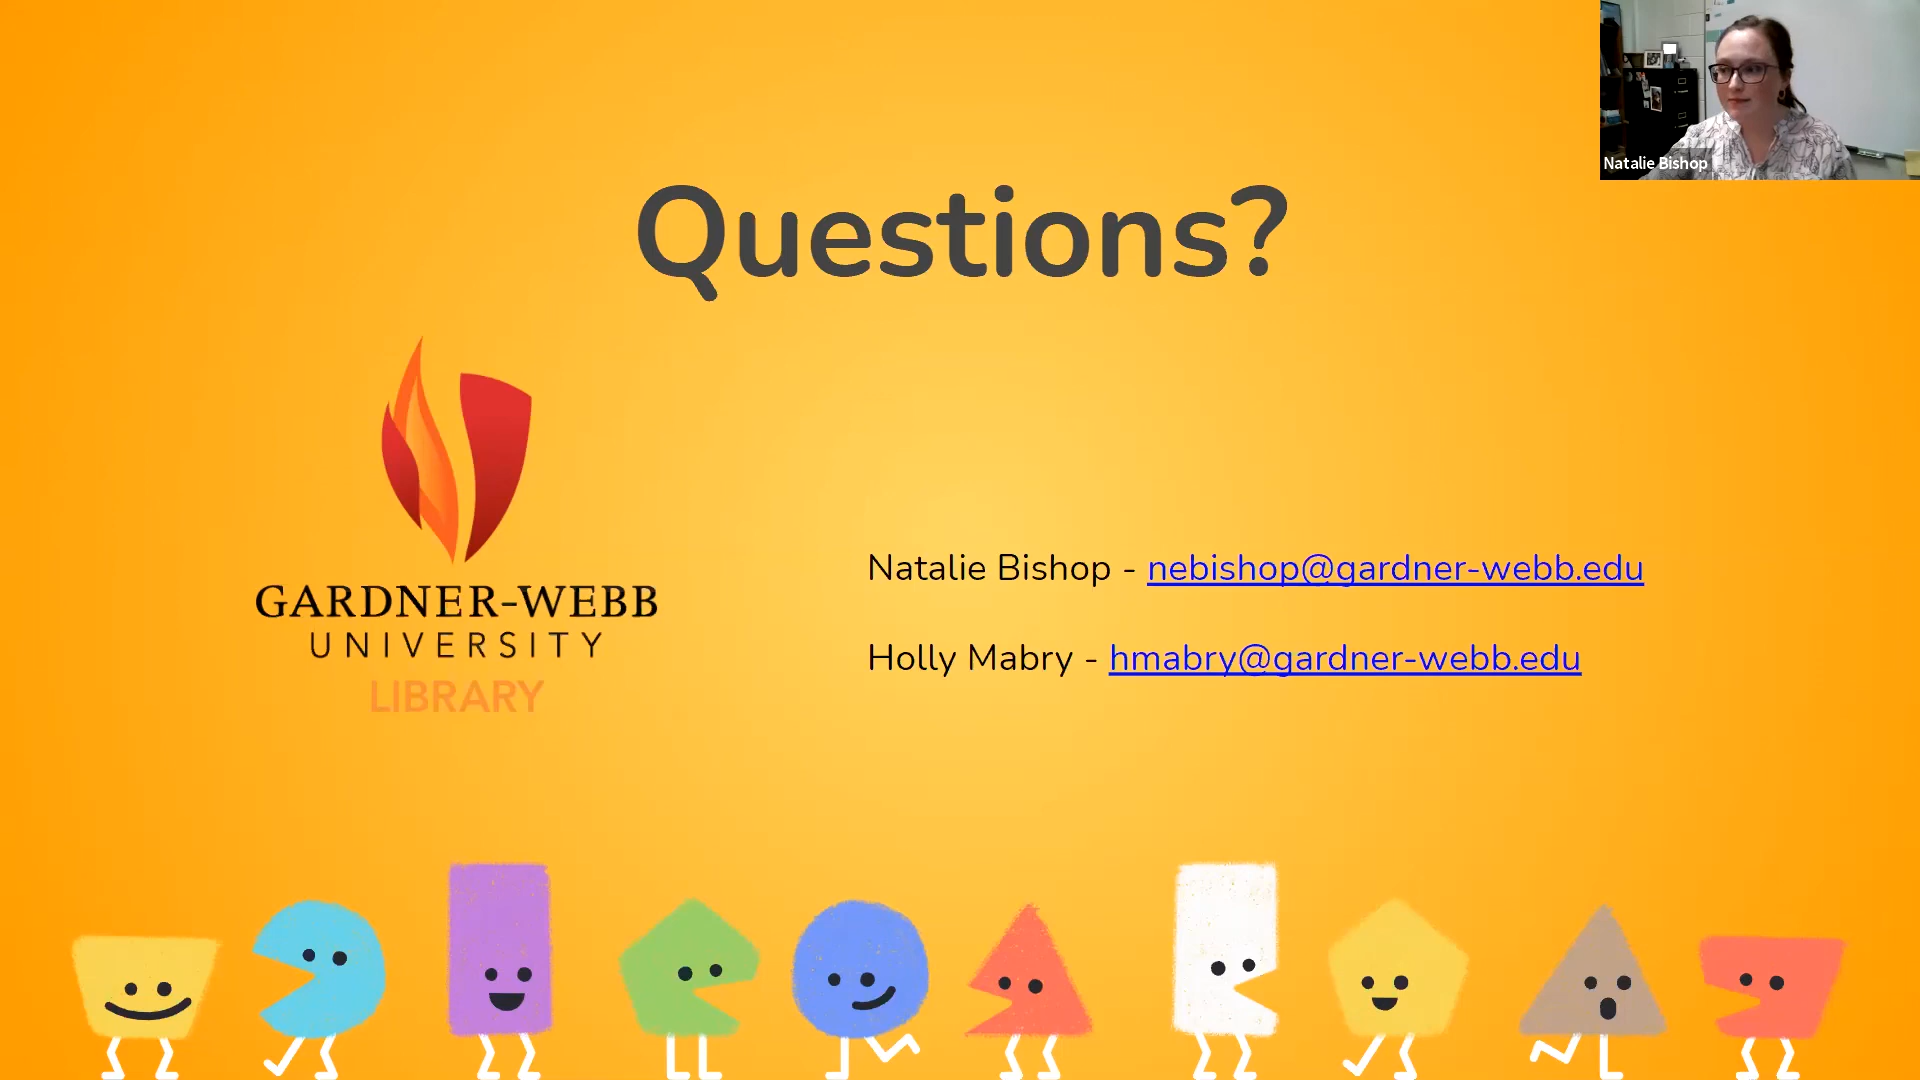 Natalie Bishop
Questions?
GARDNER-WEBB
UNIVERSITY
LIBRARY
Natalie Bishop - nebishop@gardner-webb.edu
Holly Mabry - hmabry@gardner-webb.edu